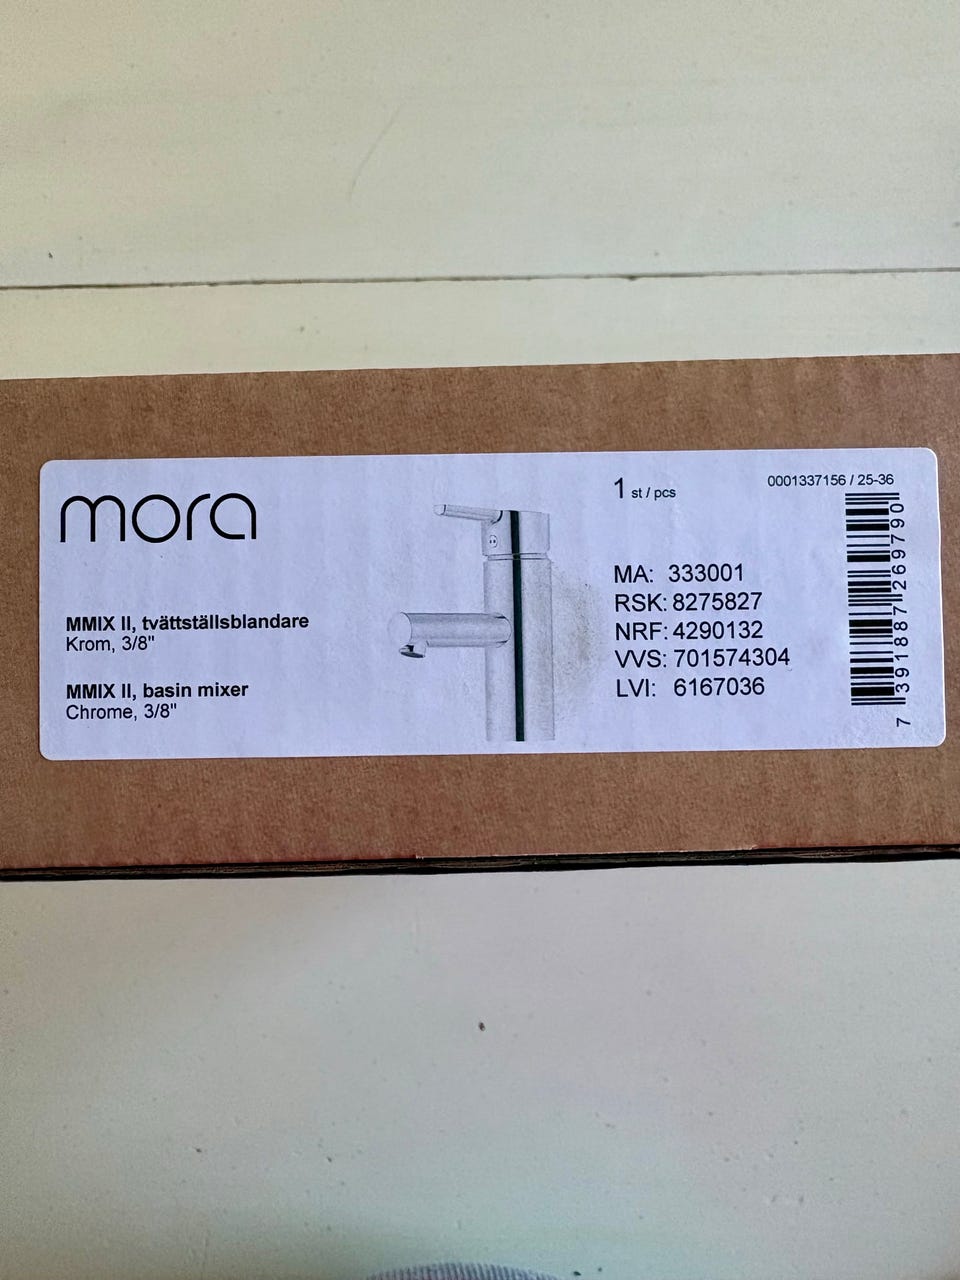 mora
MMIX II, tvättställsblandare
Krom, 3/8"
MMIX II, basin mixer
Chrome, 3/8"
1 st / pcs
MA: 333001
RSK: 8275827
NRF: 4290132
VVS: 701574304
LVI: 6167036
0001337156 / 25-36
7 391887 269790